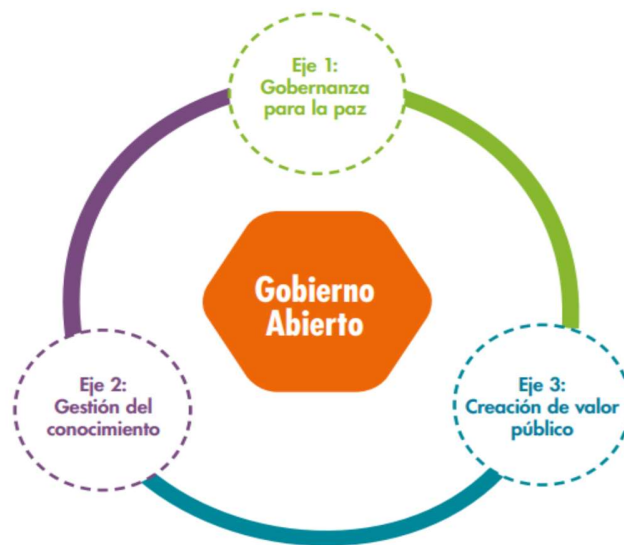 Eje 1:
Gobernanza
para la paz
Gobierno
Abierto
Eje 2:
Gestión del
conocimiento
Eje 3:
Creación de valor
público